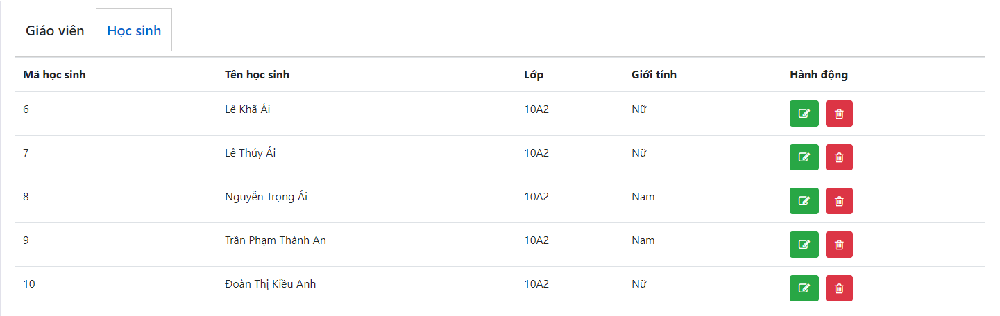 Giáo viên Học sinh
Mã học sinh Tên học sinh Lớp Giới tính Hành động
6 Lê Khã Ái 10A2 Nữ
7 Lê Thúy Ái 10A2 Nữ
8 Nguyễn Trọng Ái 10A2 Nam
9 Trần Phạm Thành An 10A2 Nam
10 Đoàn Thị Kiều Anh 10A2 Nữ